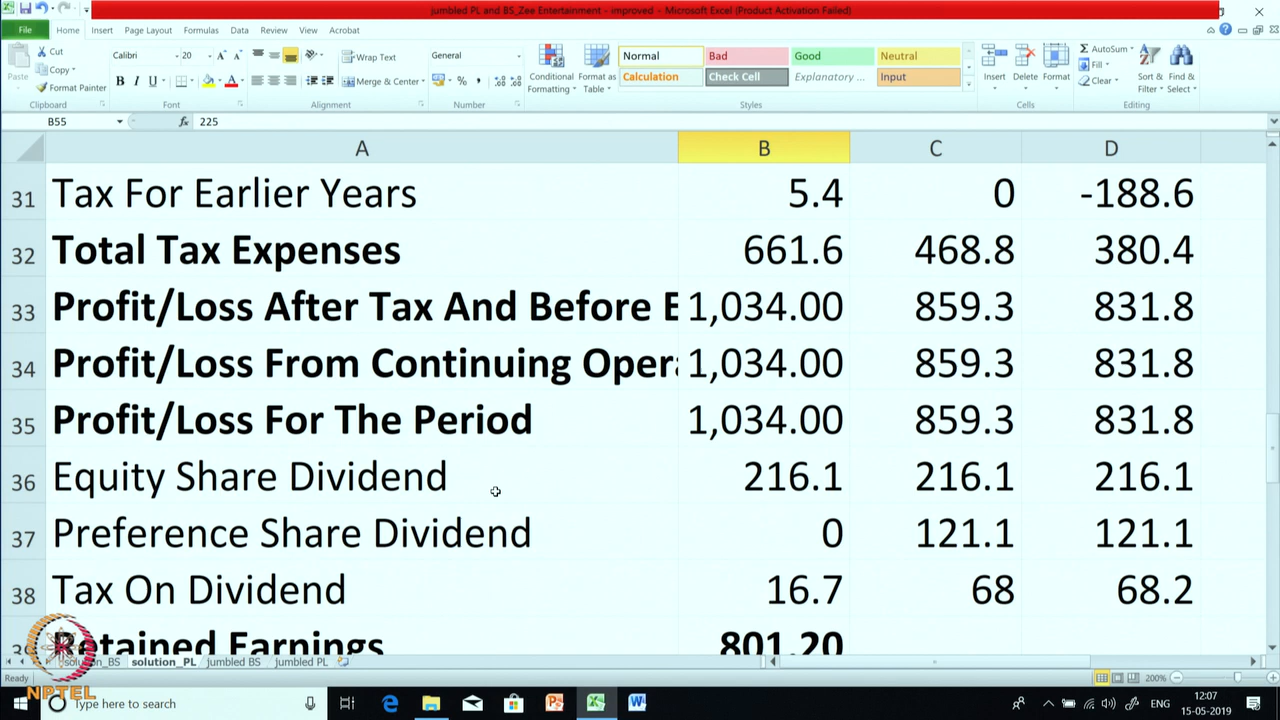 jumbled PL and BS_Zee Entertainment - improved - Microsoft Excel (Product Activation Failed)
File Home Insert Page Layout Formulas Data Review View Acrobat
Cut Calibri 20 Wrap Text General Normal Bad Good Neutral AutoSum
Copy Fill
Paste Format Painter B I U Merge & Center % Conditional Formatting Format as Table Calculation Check Cell Explanatory ... Input Insert Delete Format Clear Sort & Filter Find & Select
Clipboard Font Alignment Number Styles Cells Editing
B55 fx 225
A B C D
31 Tax For Earlier Years 5.4 0 -188.6
32 Total Tax Expenses 661.6 468.8 380.4
33 Profit/Loss After Tax And Before E 1,034.00 859.3 831.8
34 Profit/Loss From Continuing Opera 1,034.00 859.3 831.8
35 Profit/Loss For The Period 1,034.00 859.3 831.8
36 Equity Share Dividend 216.1 216.1 216.1
37 Preference Share Dividend 0 121.1 121.1
38 Tax On Dividend 16.7 68 68.2
Retained Earnings 801.20
solution_BS solution_PL jumbled BS jumbled PL
Ready 200%
NPTEL Type here to search ENG 12:07
15-05-2019